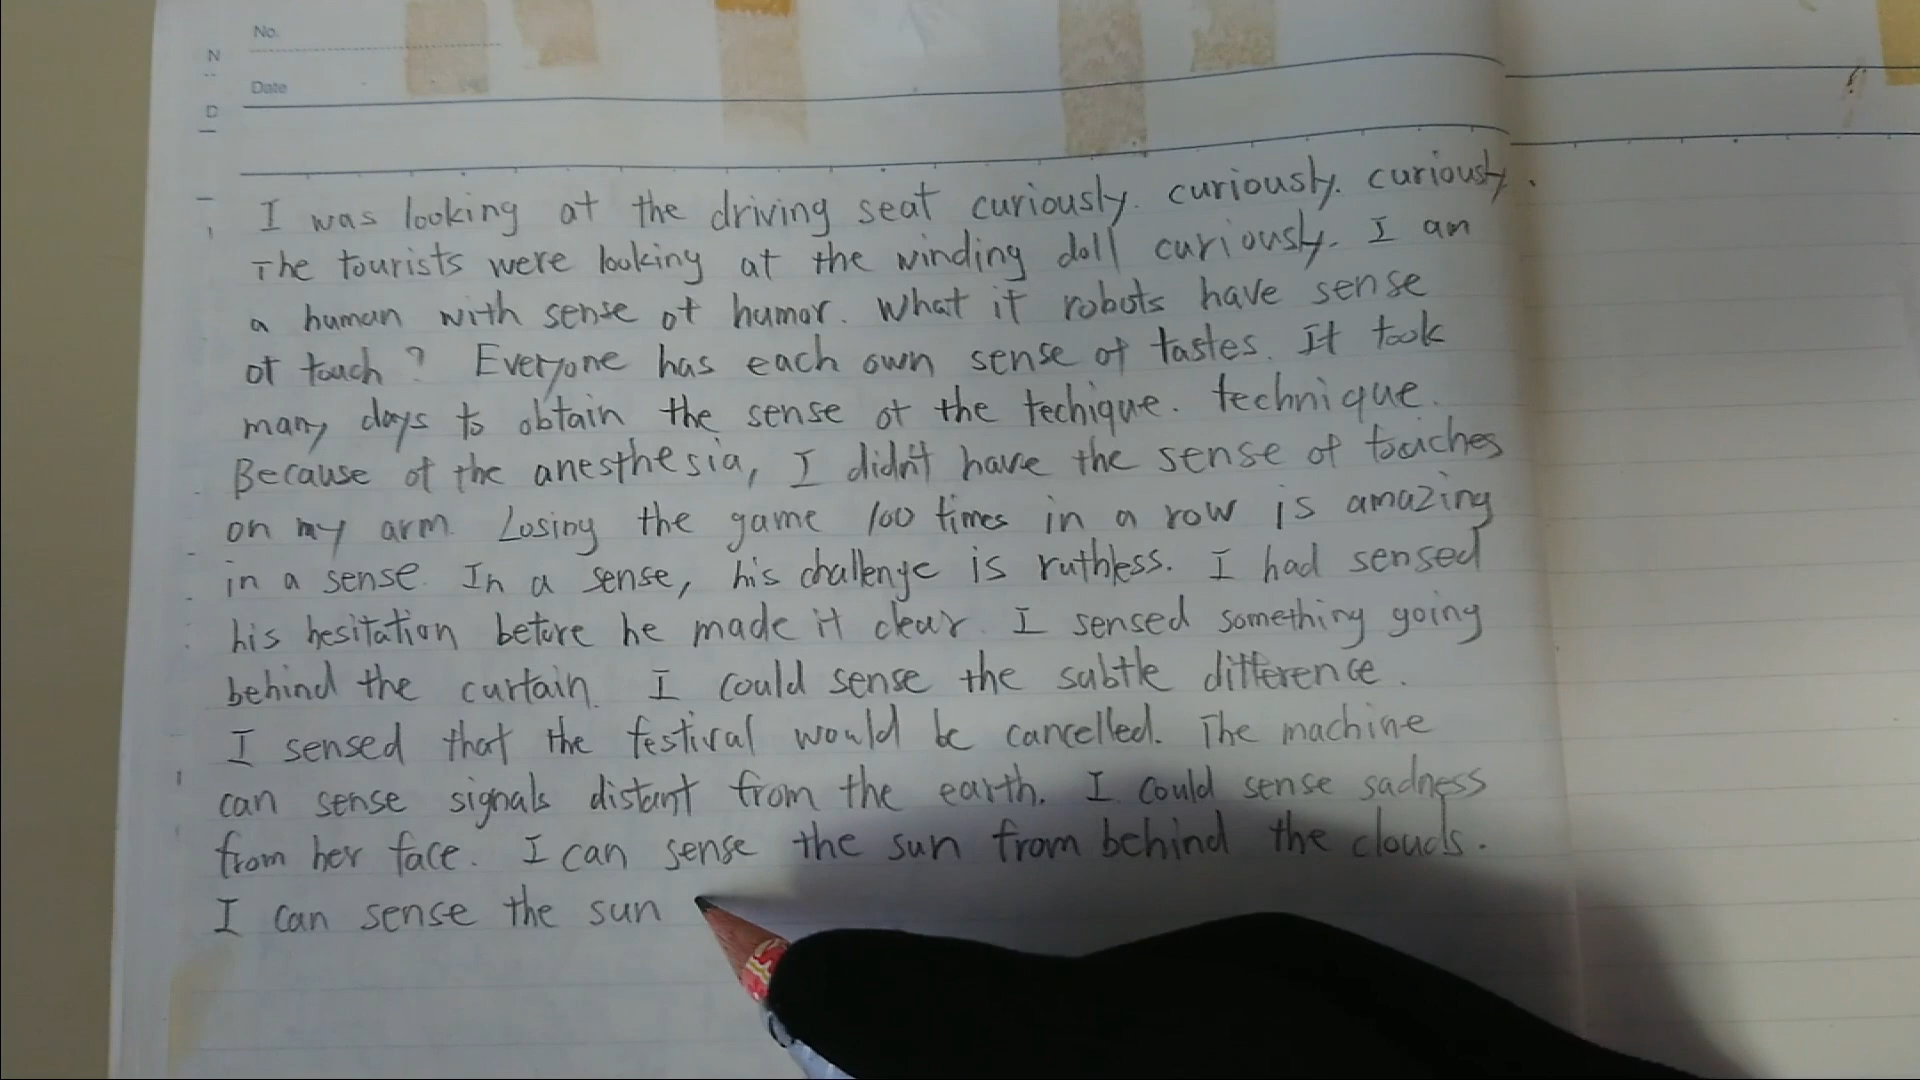 No.
Date
N
D
I was looking at the driving seat curiously. curiously. curiously.
The tourists were looking at the winding doll curiously. I am
a human with sense of humor. What if robots have sense
of touch? Everyone has each own sense of tastes. It took
many days to obtain the sense of the techique. technique.
Because of the anesthesia, I didn't have the sense of touches
on my arm. Losing the game 100 times in a row is amazing
in a sense. In a sense, his challenge is ruthless. I had sensed
his hesitation before he made it clear. I sensed something going
behind the curtain. I could sense the subtle difference.
I sensed that the festival would be cancelled. The machine
can sense signals distant from the earth. I could sense sadness
from her face. I can sense the sun from behind the clouds.
I can sense the sun